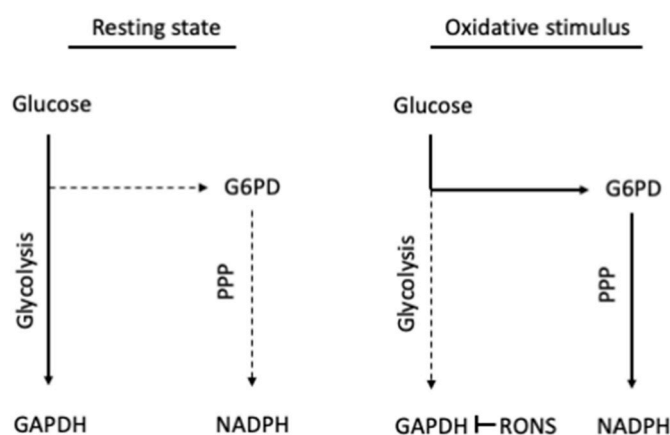 Resting state
Oxidative stimulus
Glucose
Glucose
G6PD
G6PD
Glycolysis
PPP
Glycolysis
PPP
GAPDH
NADPH
GAPDH
RONS
NADPH